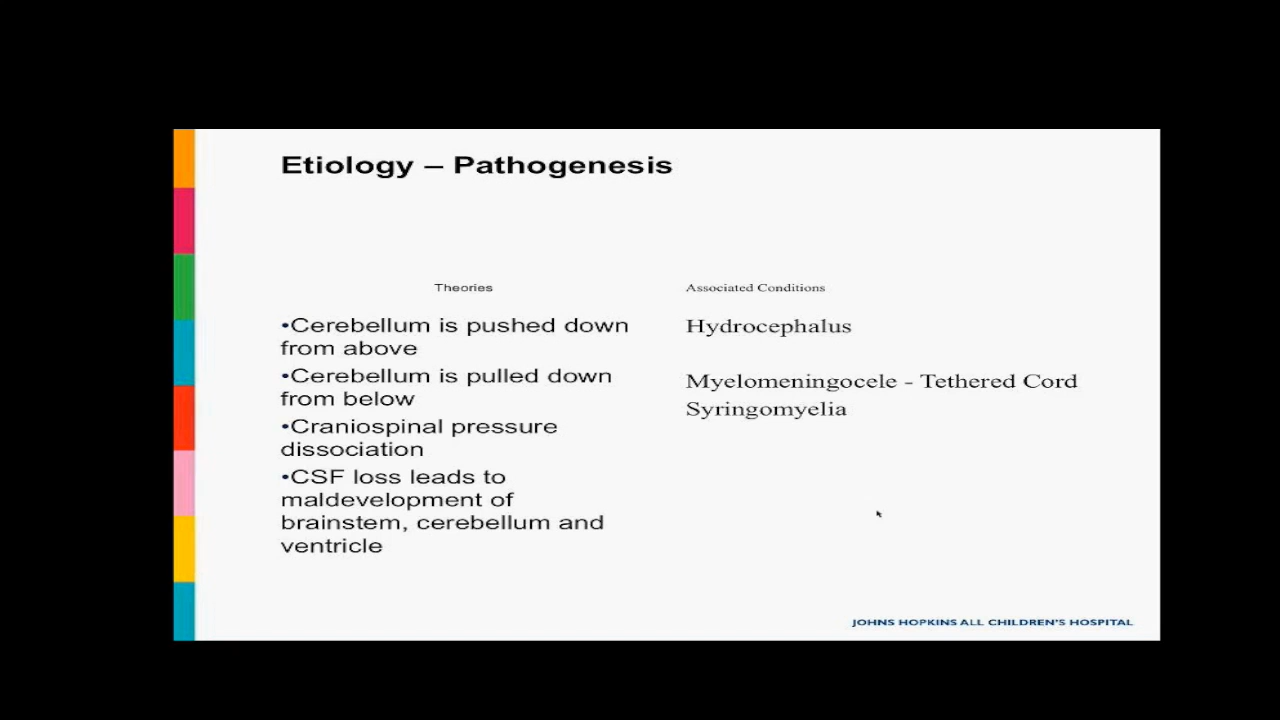 Etiology – Pathogenesis
Theories
•Cerebellum is pushed down
from above
•Cerebellum is pulled down
from below
•Craniospinal pressure
dissociation
•CSF loss leads to
maldevelopment of
brainstem, cerebellum and
ventricle
Associated Conditions
Hydrocephalus
Myelomeningocele - Tethered Cord
Syringomyelia
JOHNS HOPKINS ALL CHILDREN'S HOSPITAL